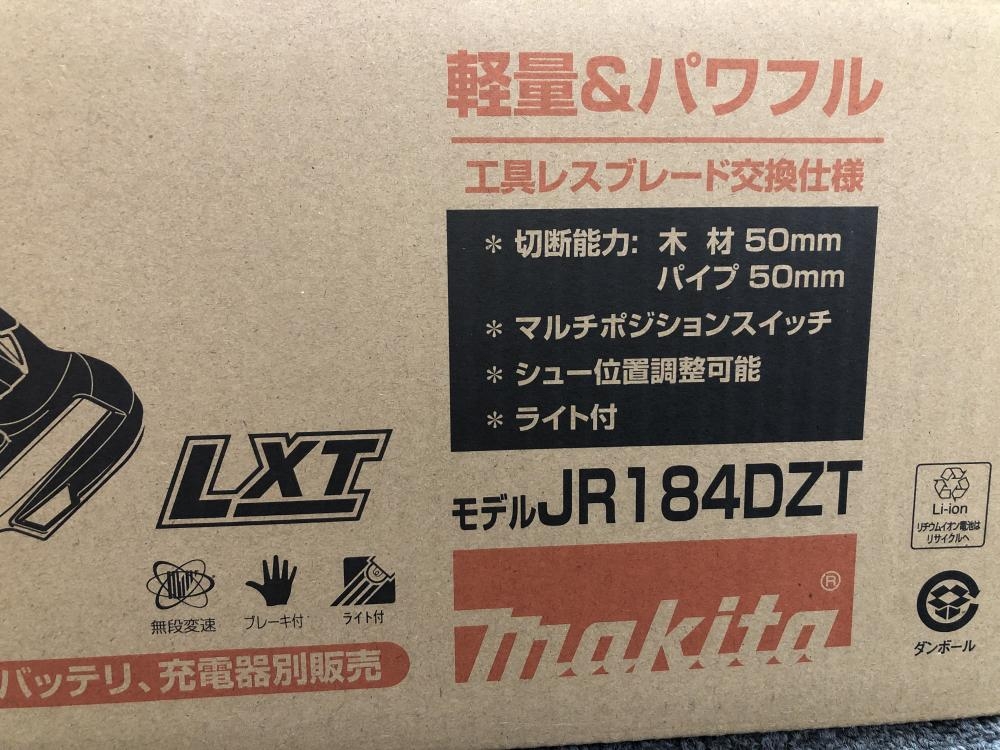 軽量&パワフル
工具レスブレード交換仕様
＊ 切断能力: 木 材 50mm
パイプ 50mm
＊ マルチポジションスイッチ
＊ シュー位置調整可能
＊ ライト付
LXT
モデルJR184DZT
makita®
無段変速
ブレーキ付
ライト付
バッテリ、充電器別販売
Li-ion
リチウムイオン電池は
リサイクルへ
ダンボール